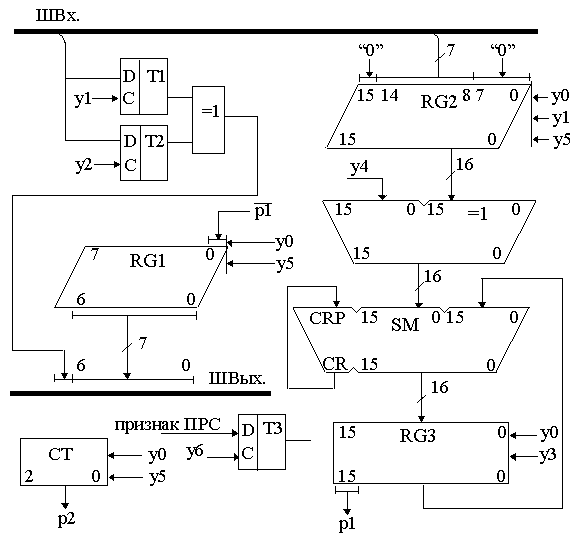 ШВх.
7
“0” “0”
D T1
y1 C
=1
D T2
y2 C
15 14 8 7 0
RG2
15 0
y0
y1
y5
y4
16
15 0 15 =1 0
15 0
p1
7 0
RG1
6 0
y0
y5
16
CRP 15 0 15 0
SM
CR 15 0
7
6 0
ШВых.
16
признак ПРС D T3
y6 C
CT
2 0
y0
y5
p2
15 0
RG3
15 0
y0
y3
p1